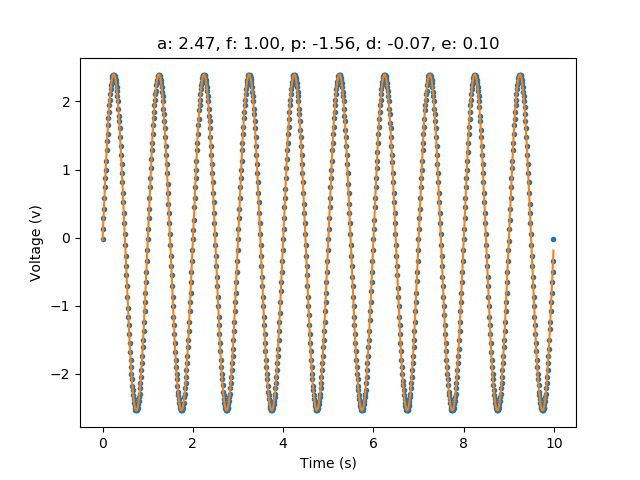 a: 2.47, f: 1.00, p: -1.56, d: -0.07, e: 0.10
2
1
0
−1
−2
Voltage (v)
0 2 4 6 8 10
Time (s)